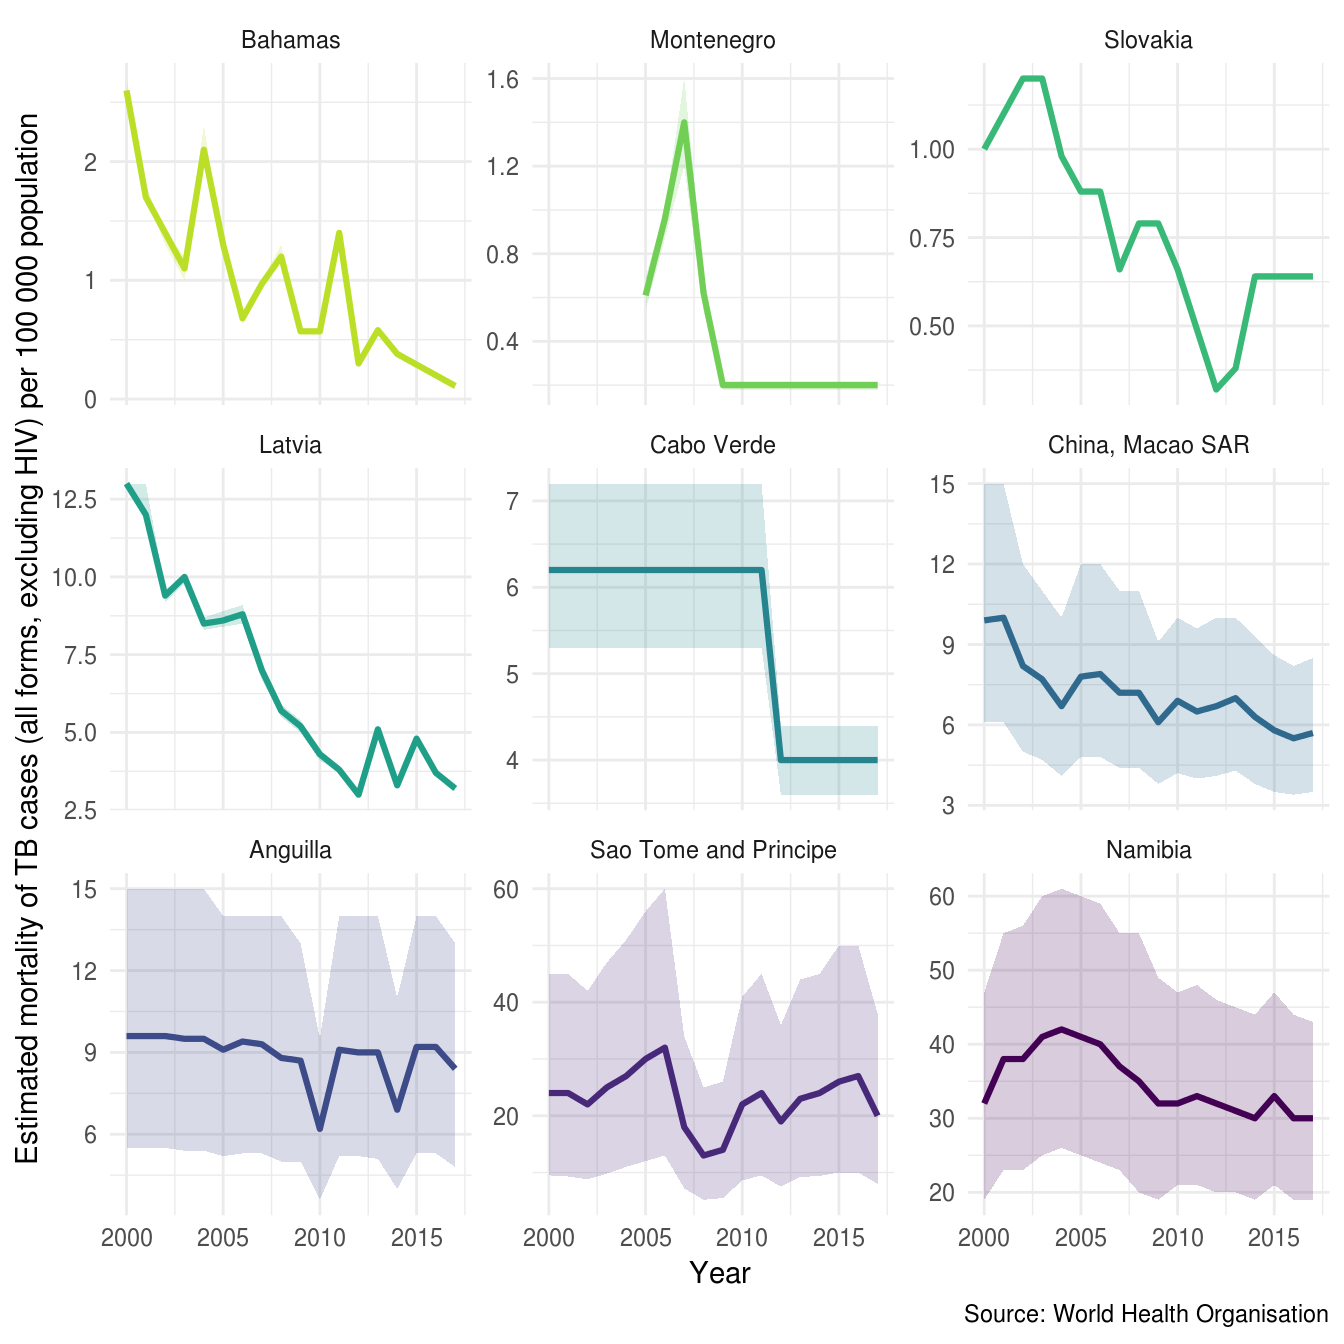 Bahamas
Montenegro
Slovakia
2
1
0
1.6
1.2
0.8
0.4
1.00
0.75
0.50
Latvia
Cabo Verde
China, Macao SAR
12.5
10.0
7.5
5.0
2.5
7
6
5
4
15
12
9
6
3
Anguilla
Sao Tome and Principe
Namibia
15
12
9
6
60
40
20
60
50
40
30
20
2000 2005 2010 2015
2000 2005 2010 2015
2000 2005 2010 2015
Estimated mortality of TB cases (all forms, excluding HIV) per 100 000 population
Year
Source: World Health Organisation